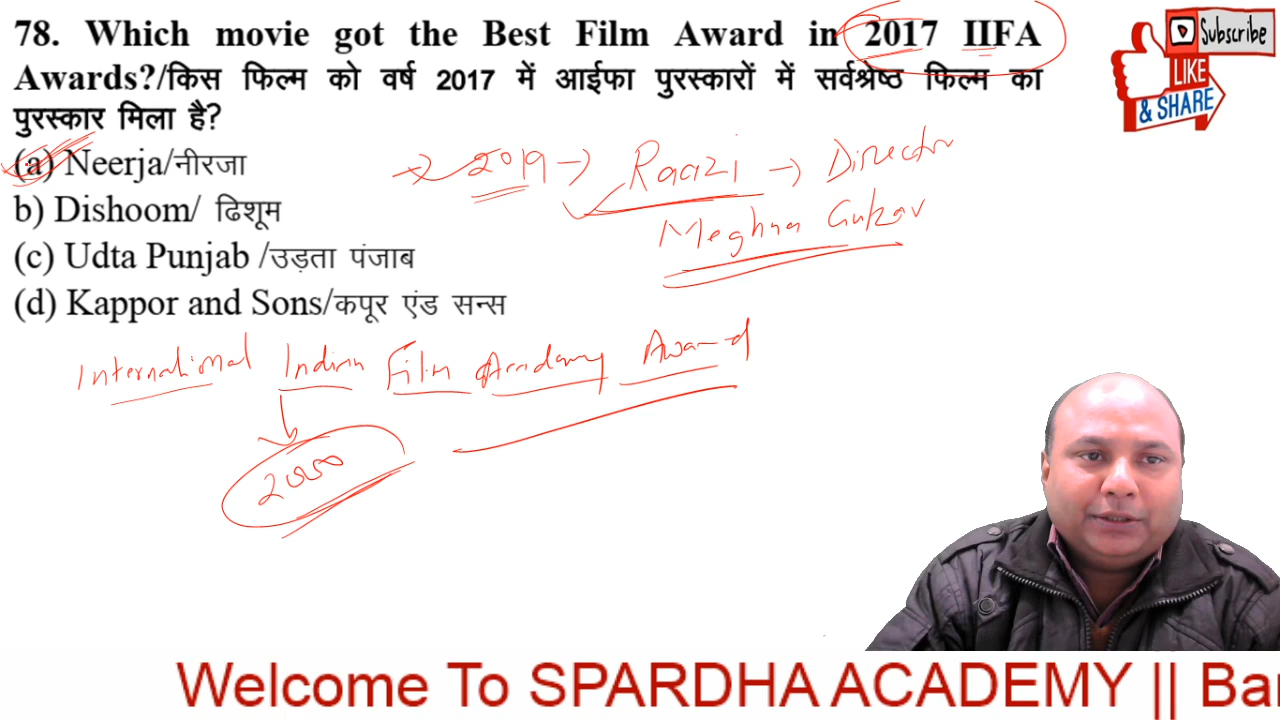 78. Which movie got the Best Film Award in 2017 IIFA
Awards?/किस फिल्म को वर्ष 2017 में आईफा पुरस्कारों में सर्वश्रेष्ठ फिल्म का
पुरस्कार मिला है?
(a) Neerja/नीरजा
b) Dishoom/ ढिशूम
(c) Udta Punjab /उड़ता पंजाब
(d) Kappor and Sons/कपूर एंड सन्स
2019 → Raazi → Director
Meghna Gulzar
International Indian Film Academy Award
2000
Subscribe
LIKE
& SHARE
Welcome To SPARDHA ACADEMY || Ban